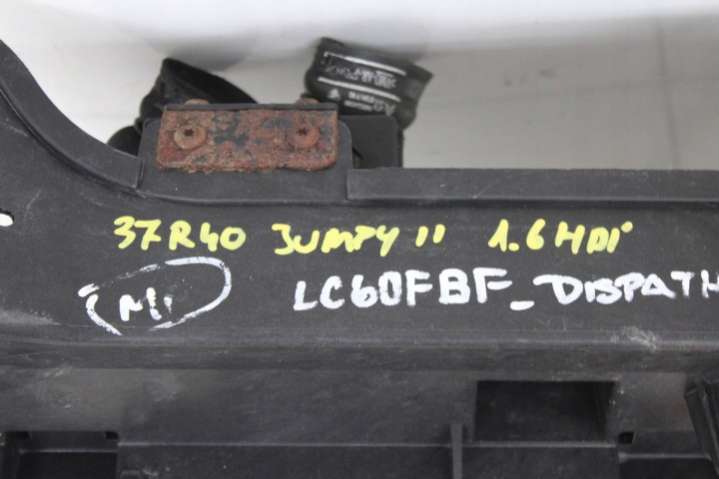 37R40 JUMPY II 1.6 HDi
LC60FBF_DISPATH